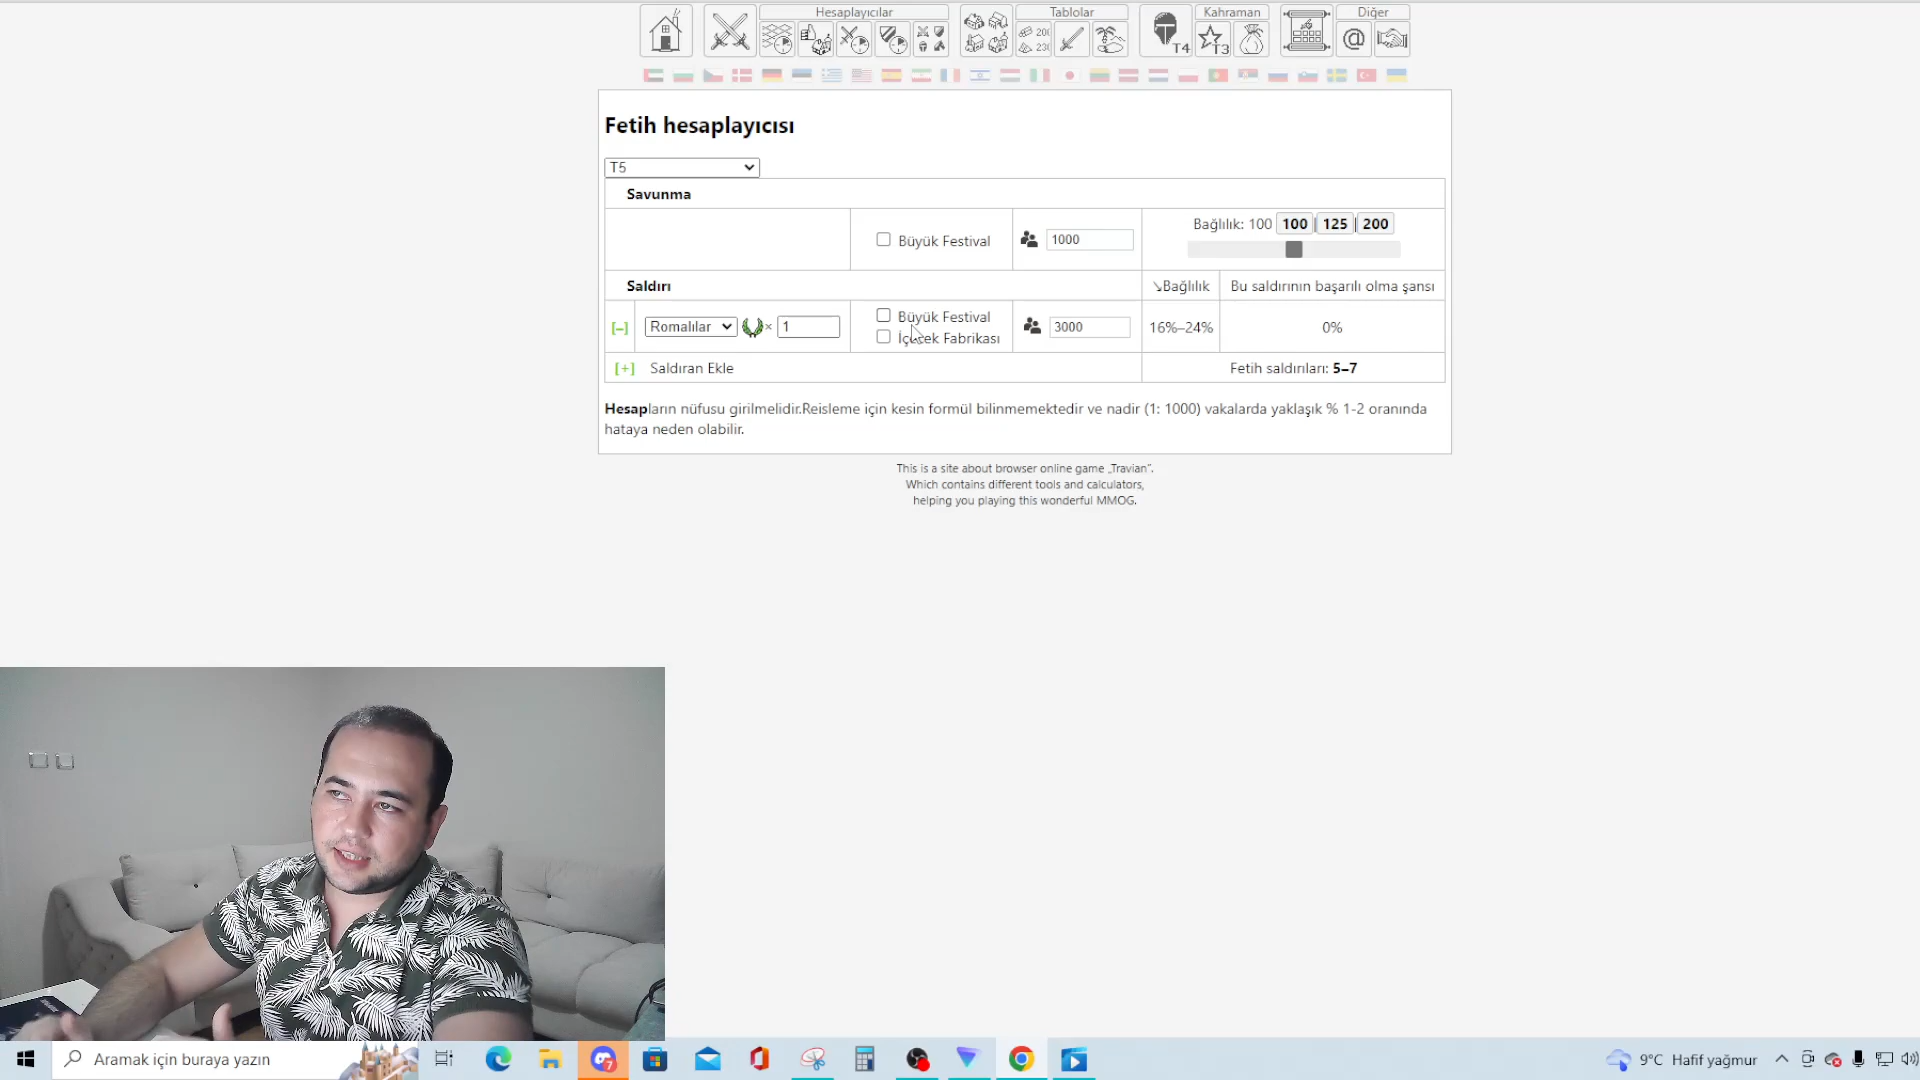 Hesaplayıcılar
Tablolar
Kahraman
Diğer
T4
T3
Fetih hesaplayıcısı
T5
Savunma
Büyük Festival
1000
Bağlılık: 100 100 | 125 | 200
Saldırı
↘Bağlılık
Bu saldırının başarılı olma şansı
[–]
Romalılar
×
1
Büyük Festival
İçecek Fabrikası
3000
16%–24%
0%
[+] Saldıran Ekle
Fetih saldırıları: 5–7
Hesapların nüfusu girilmelidir.Reisleme için kesin formül bilinmemektedir ve nadir (1: 1000) vakalarda yaklaşık % 1-2 oranında
hataya neden olabilir.
This is a site about browser online game „Travian”.
Which contains different tools and calculators,
helping you playing this wonderful MMOG.
Aramak için buraya yazın
7
9°C Hafif yağmur